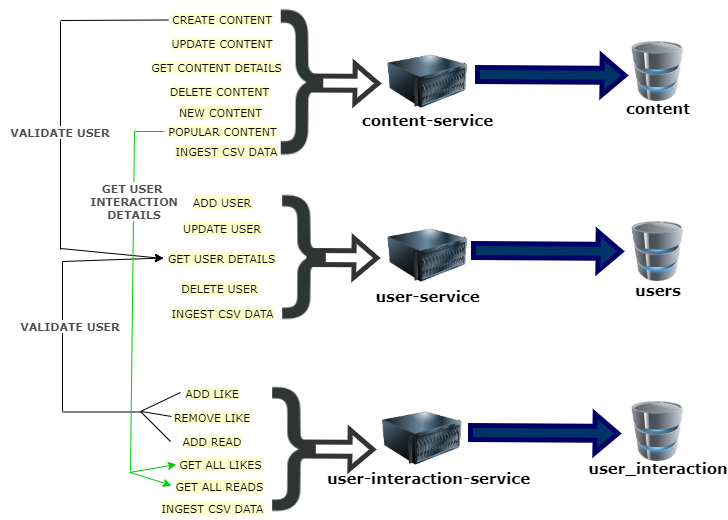 CREATE CONTENT
UPDATE CONTENT
GET CONTENT DETAILS
DELETE CONTENT
NEW CONTENT
POPULAR CONTENT
INGEST CSV DATA
content-service
content
VALIDATE USER
GET USER
INTERACTION
DETAILS
ADD USER
UPDATE USER
GET USER DETAILS
DELETE USER
INGEST CSV DATA
user-service
users
VALIDATE USER
ADD LIKE
REMOVE LIKE
ADD READ
GET ALL LIKES
GET ALL READS
INGEST CSV DATA
user-interaction-service
user_interaction